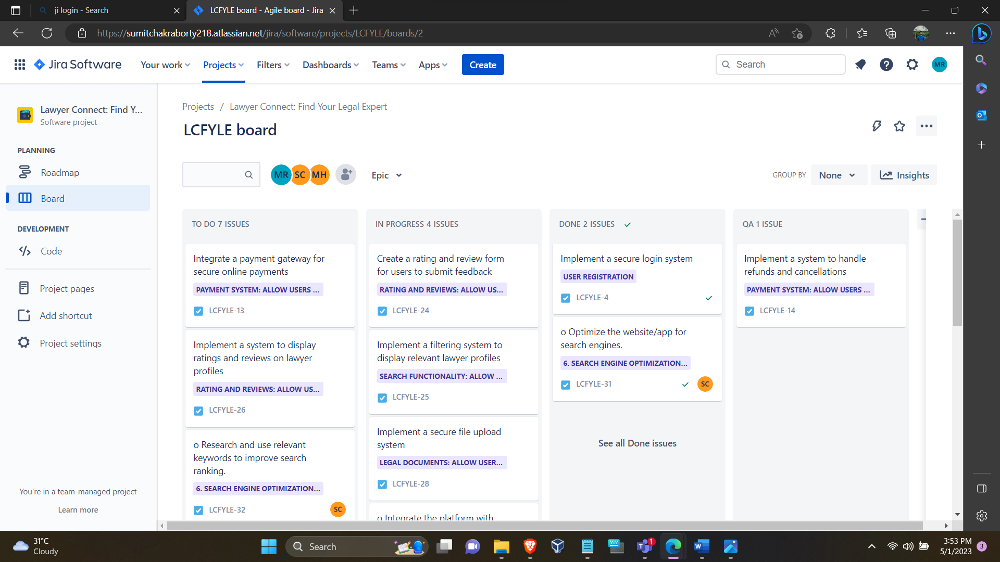 ji login - Search
LCFYLE board - Agile board - Jira
https://sumitchakraborty218.atlassian.net/jira/software/projects/LCFYLE/boards/2
Jira Software
Your work
Projects
Filters
Dashboards
Teams
Apps
Create
Search
MR
Lawyer Connect: Find Y...
Software project
PLANNING
Roadmap
Board
DEVELOPMENT
Code
Project pages
Add shortcut
Project settings
You're in a team-managed project
Learn more
Projects / Lawyer Connect: Find Your Legal Expert
LCFYLE board
MR SC MH
Epic
GROUP BY
None
Insights
TO DO 7 ISSUES
Integrate a payment gateway for
secure online payments
PAYMENT SYSTEM: ALLOW USERS ...
LCFYLE-13
Implement a system to display
ratings and reviews on lawyer
profiles
RATING AND REVIEWS: ALLOW US...
LCFYLE-26
o Research and use relevant
keywords to improve search
ranking.
6. SEARCH ENGINE OPTIMIZATION...
LCFYLE-32
SC
IN PROGRESS 4 ISSUES
Create a rating and review form
for users to submit feedback
RATING AND REVIEWS: ALLOW US...
LCFYLE-24
Implement a filtering system to
display relevant lawyer profiles
SEARCH FUNCTIONALITY: ALLOW ...
LCFYLE-25
Implement a secure file upload
system
LEGAL DOCUMENTS: ALLOW USER...
LCFYLE-28
o Integrate the platform with
DONE 2 ISSUES
Implement a secure login system
USER REGISTRATION
LCFYLE-4
o Optimize the website/app for
search engines.
6. SEARCH ENGINE OPTIMIZATION...
LCFYLE-31
SC
See all Done issues
QA 1 ISSUE
Implement a system to handle
refunds and cancellations
PAYMENT SYSTEM: ALLOW USERS ...
LCFYLE-14
31°C
Cloudy
Search
1
3:53 PM
5/1/2023
3